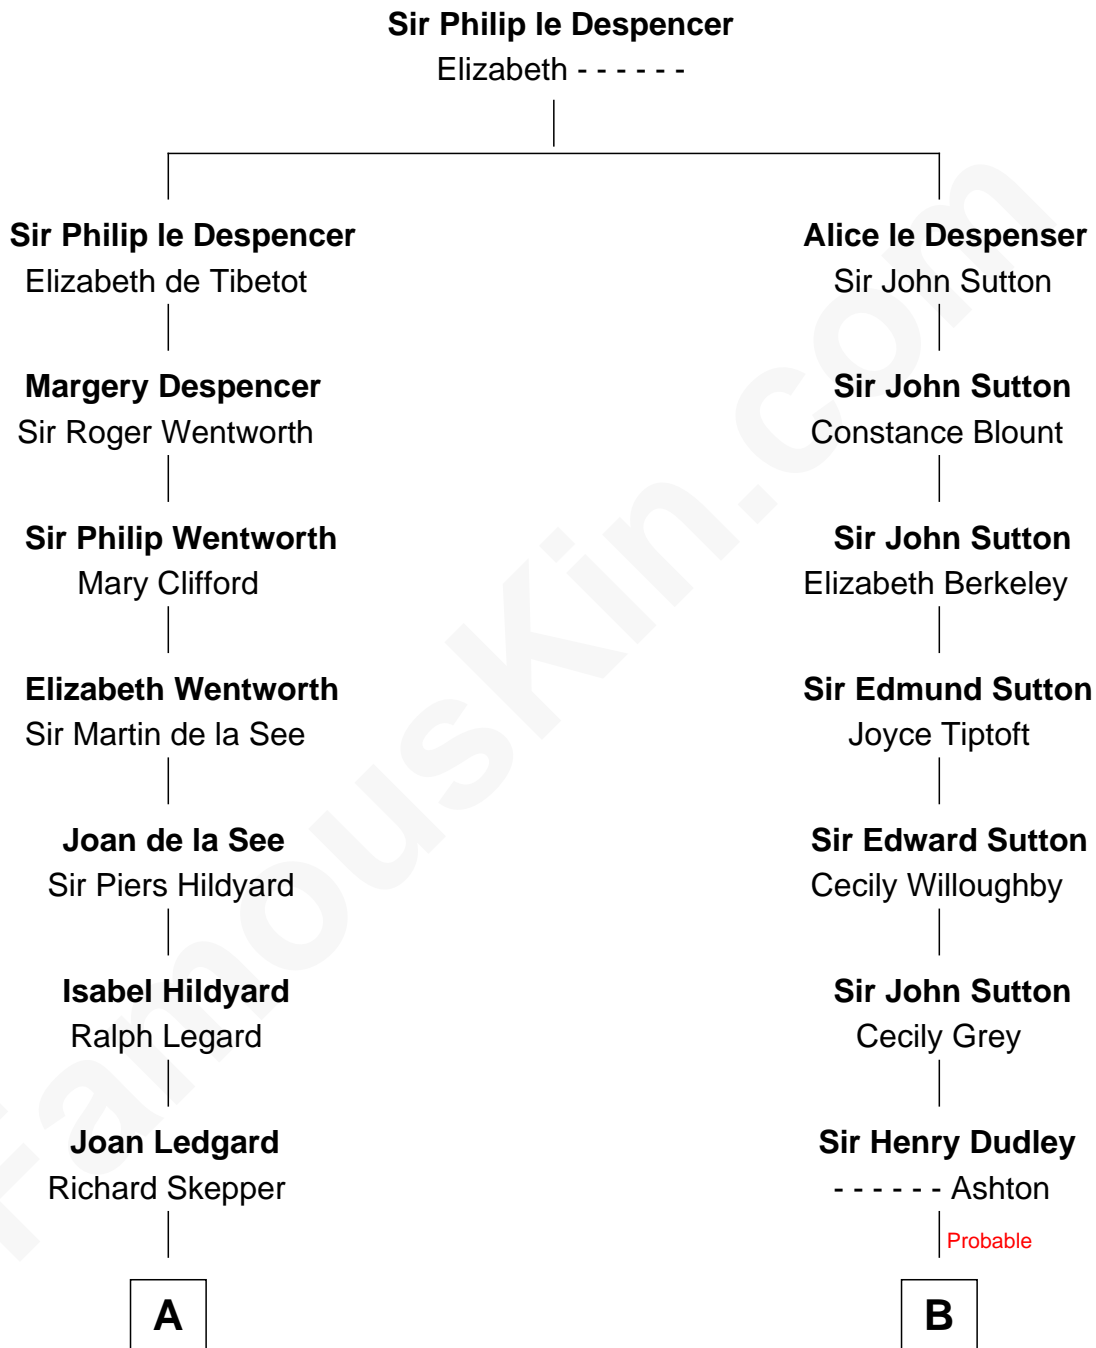 Sir Philip le Despencer
Elizabeth - - - - - -
Sir Philip le Despencer
Elizabeth de Tibetot
Margery Despencer
Sir Roger Wentworth
Sir Philip Wentworth
Mary Clifford
Elizabeth Wentworth
Sir Martin de la See
Joan de la See
Sir Piers Hildyard
Isabel Hildyard
Ralph Legard
Joan Ledgard
Richard Skepper
A
Alice le Despenser
Sir John Sutton
Sir John Sutton
Constance Blount
Sir John Sutton
Elizabeth Berkeley
Sir Edmund Sutton
Joyce Tiptoft
Sir Edward Sutton
Cecily Willoughby
Sir John Sutton
Cecily Grey
Sir Henry Dudley
- - - - - - Ashton
Probable
B
FamousKin.com